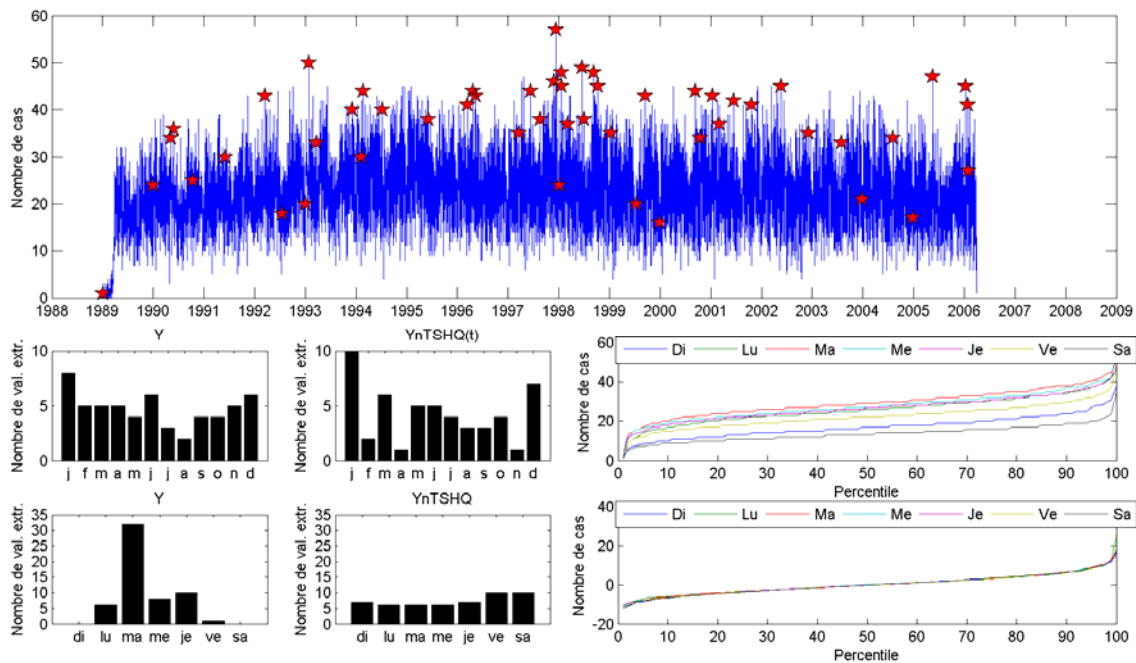 Nombre de cas
60
50
40
30
20
10
0
1988 1989 1990 1991 1992 1993 1994 1995 1996 1997 1998 1999 2000 2001 2002 2003 2004 2005 2006 2007 2008 2009
Y
Nombre de val. extr.
10
5
0
j f m a m j j a s o n d
YnTSHQ(t)
Nombre de val. extr.
10
5
0
j f m a m j j a s o n d
Nombre de cas
60
40
20
0
Di Lu Ma Me Je Ve Sa
0 10 20 30 40 50 60 70 80 90 100
Percentile
Y
Nombre de val. extr.
35
30
25
20
15
10
5
0
di lu ma me je ve sa
YnTSHQ
Nombre de val. extr.
35
30
25
20
15
10
5
0
di lu ma me je ve sa
Nombre de cas
40
20
0
-20
Di Lu Ma Me Je Ve Sa
0 10 20 30 40 50 60 70 80 90 100
Percentile